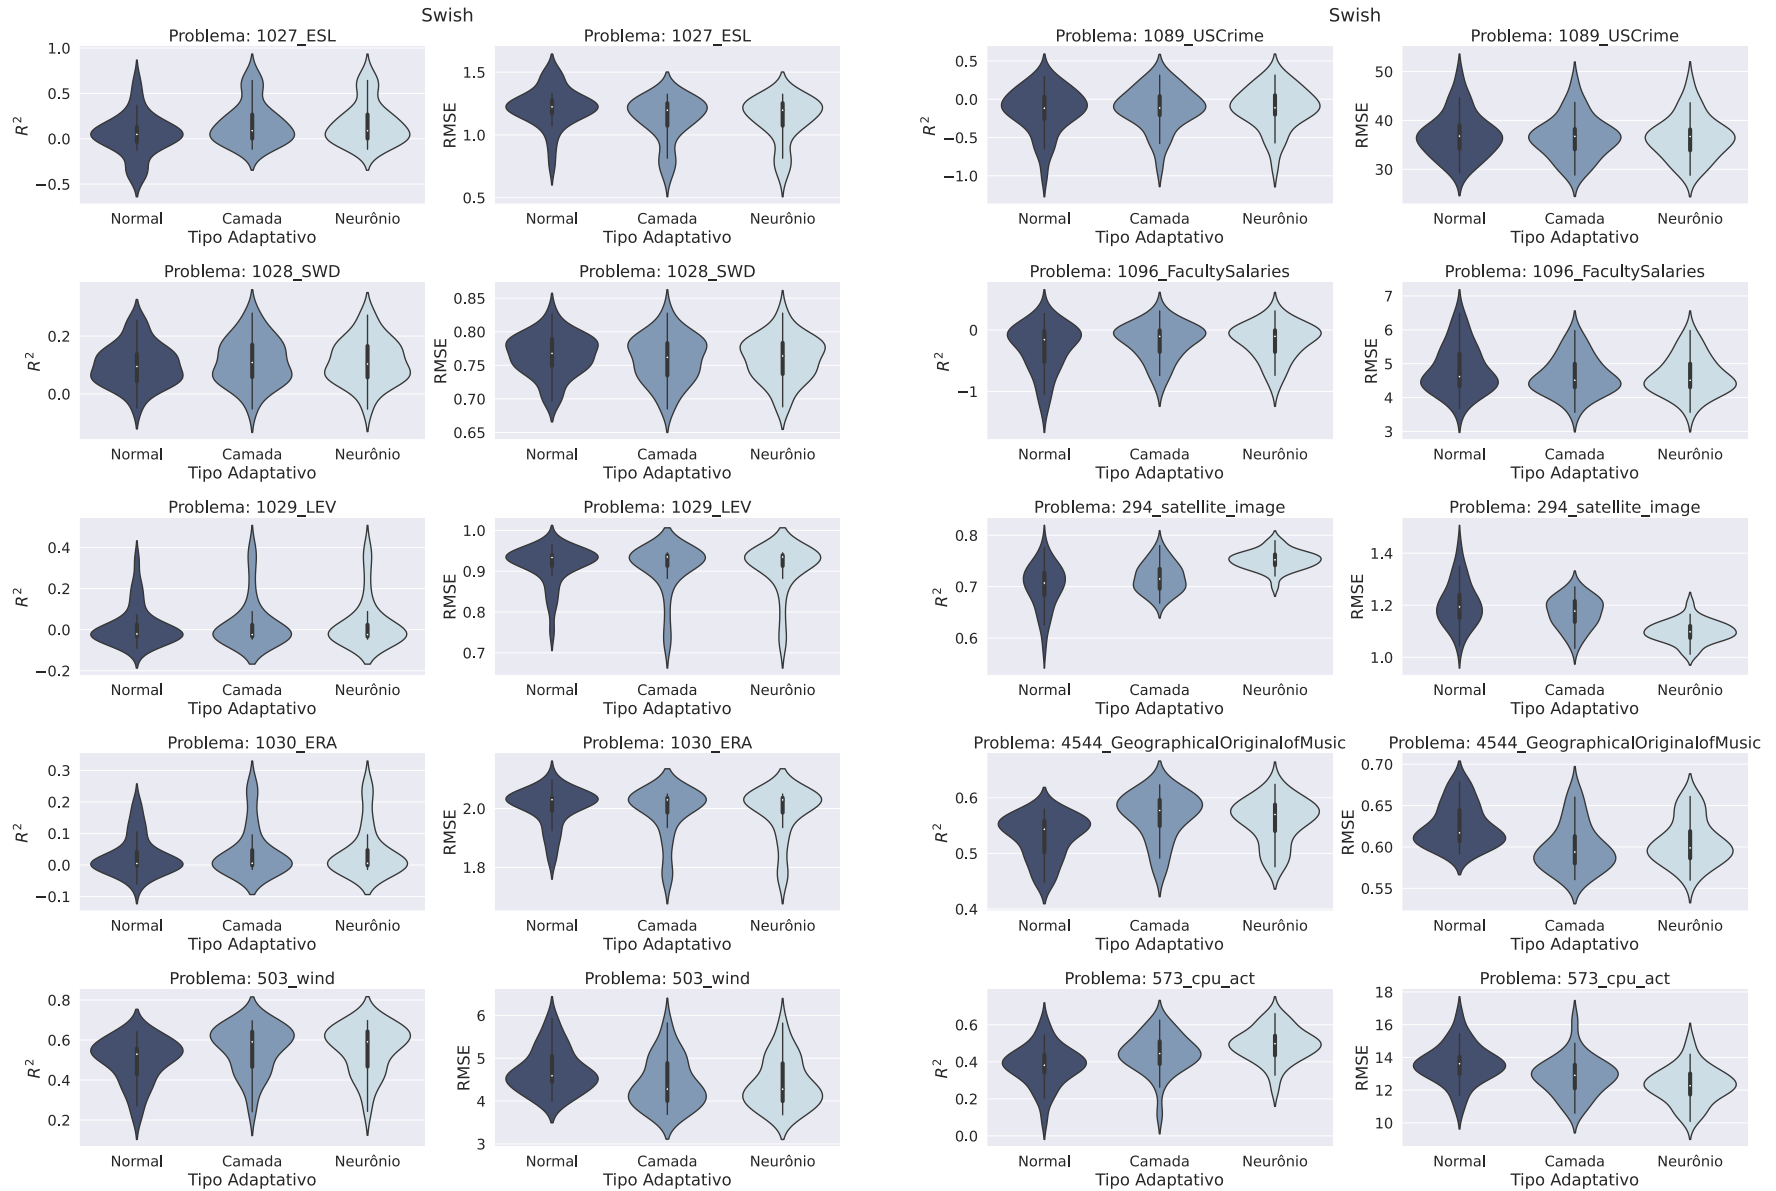 Swish
Problema: 1027_ESL
1.0
0.5
0.0
−0.5
R²
Normal Camada Neurônio
Tipo Adaptativo
Problema: 1027_ESL
1.5
1.0
0.5
RMSE
Normal Camada Neurônio
Tipo Adaptativo
Problema: 1028_SWD
0.2
0.0
R²
Normal Camada Neurônio
Tipo Adaptativo
Problema: 1028_SWD
0.85
0.80
0.75
0.70
0.65
RMSE
Normal Camada Neurônio
Tipo Adaptativo
Problema: 1029_LEV
0.4
0.2
0.0
−0.2
R²
Normal Camada Neurônio
Tipo Adaptativo
Problema: 1029_LEV
1.0
0.9
0.8
0.7
RMSE
Normal Camada Neurônio
Tipo Adaptativo
Problema: 1030_ERA
0.3
0.2
0.1
0.0
−0.1
R²
Normal Camada Neurônio
Tipo Adaptativo
Problema: 1030_ERA
2.0
1.8
RMSE
Normal Camada Neurônio
Tipo Adaptativo
Problema: 503_wind
0.8
0.6
0.4
0.2
R²
Normal Camada Neurônio
Tipo Adaptativo
Problema: 503_wind
6
5
4
3
RMSE
Normal Camada Neurônio
Tipo Adaptativo
Swish
Problema: 1089_USCrime
0.5
0.0
−0.5
−1.0
R²
Normal Camada Neurônio
Tipo Adaptativo
Problema: 1089_USCrime
50
40
30
RMSE
Normal Camada Neurônio
Tipo Adaptativo
Problema: 1096_FacultySalaries
0
−1
R²
Normal Camada Neurônio
Tipo Adaptativo
Problema: 1096_FacultySalaries
7
6
5
4
3
RMSE
Normal Camada Neurônio
Tipo Adaptativo
Problema: 294_satellite_image
0.8
0.7
0.6
R²
Normal Camada Neurônio
Tipo Adaptativo
Problema: 294_satellite_image
1.4
1.2
1.0
RMSE
Normal Camada Neurônio
Tipo Adaptativo
Problema: 4544_GeographicalOriginalofMusic
0.6
0.5
0.4
R²
Normal Camada Neurônio
Tipo Adaptativo
Problema: 4544_GeographicalOriginalofMusic
0.70
0.65
0.60
0.55
RMSE
Normal Camada Neurônio
Tipo Adaptativo
Problema: 573_cpu_act
0.6
0.4
0.2
0.0
R²
Normal Camada Neurônio
Tipo Adaptativo
Problema: 573_cpu_act
18
16
14
12
10
RMSE
Normal Camada Neurônio
Tipo Adaptativo